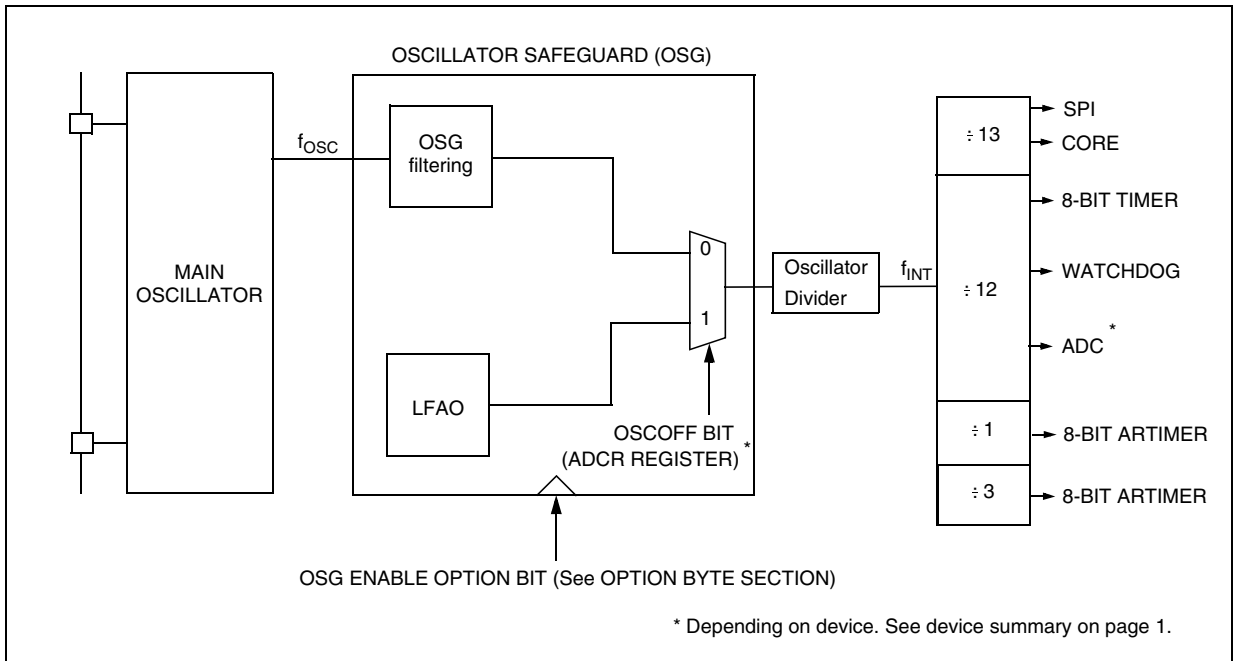 OSCILLATOR SAFEGUARD (OSG)
MAIN
OSCILLATOR
fOSC
OSG
filtering
LFAO
0
1
OSCOFF BIT
(ADCR REGISTER) *
Oscillator
Divider
fINT
÷ 13
÷ 12
÷ 1
÷ 3
SPI
CORE
8-BIT TIMER
WATCHDOG
ADC *
8-BIT ARTIMER
8-BIT ARTIMER
OSG ENABLE OPTION BIT (See OPTION BYTE SECTION)
* Depending on device. See device summary on page 1.